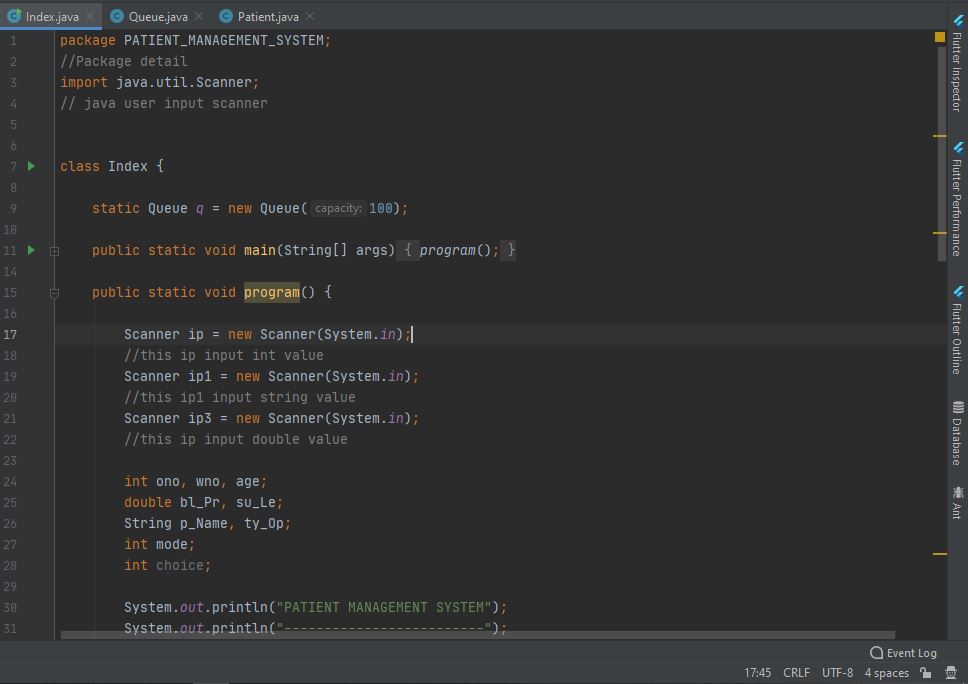 Index.java
Queue.java
Patient.java
1 package PATIENT_MANAGEMENT_SYSTEM;
2 //Package detail
3 import java.util.Scanner;
4 // java user input scanner
5
6
7 class Index {
8
9 static Queue q = new Queue( capacity: 100);
10
11 public static void main(String[] args) { program(); }
14
15 public static void program() {
16
17 Scanner ip = new Scanner(System.in);
18 //this ip input int value
19 Scanner ip1 = new Scanner(System.in);
20 //this ip1 input string value
21 Scanner ip3 = new Scanner(System.in);
22 //this ip input double value
23
24 int ono, wno, age;
25 double bl_Pr, su_Le;
26 String p_Name, ty_Op;
27 int mode;
28 int choice;
29
30 System.out.println("PATIENT MANAGEMENT SYSTEM");
31 System.out.println("-------------------------");
Flutter Inspector
Flutter Performance
Flutter Outline
Database
Ant
Event Log
17:45 CRLF UTF-8 4 spaces